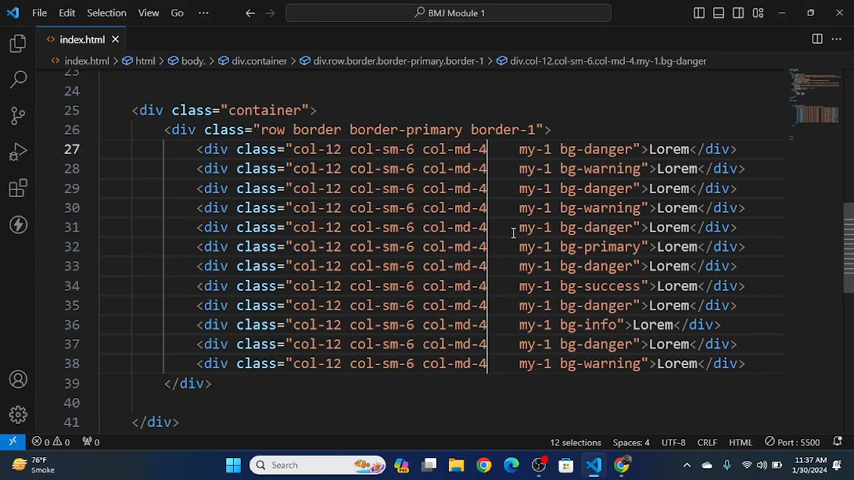 File Edit Selection View Go ··· BMJ Module 1
index.html
index.html > html > body. > div.container > div.row.border.border-primary.border-1 > div.col-12.col-sm-6.col-md-4.my-1.bg-danger
23
24
25 <div class="container">
26 <div class="row border border-primary border-1">
27 <div class="col-12 col-sm-6 col-md-4 my-1 bg-danger">Lorem</div>
28 <div class="col-12 col-sm-6 col-md-4 my-1 bg-warning">Lorem</div>
29 <div class="col-12 col-sm-6 col-md-4 my-1 bg-danger">Lorem</div>
30 <div class="col-12 col-sm-6 col-md-4 my-1 bg-warning">Lorem</div>
31 <div class="col-12 col-sm-6 col-md-4 my-1 bg-danger">Lorem</div>
32 <div class="col-12 col-sm-6 col-md-4 my-1 bg-primary">Lorem</div>
33 <div class="col-12 col-sm-6 col-md-4 my-1 bg-danger">Lorem</div>
34 <div class="col-12 col-sm-6 col-md-4 my-1 bg-success">Lorem</div>
35 <div class="col-12 col-sm-6 col-md-4 my-1 bg-danger">Lorem</div>
36 <div class="col-12 col-sm-6 col-md-4 my-1 bg-info">Lorem</div>
37 <div class="col-12 col-sm-6 col-md-4 my-1 bg-danger">Lorem</div>
38 <div class="col-12 col-sm-6 col-md-4 my-1 bg-warning">Lorem</div>
39 </div>
40
41 </div>
0 0 0 12 selections Spaces: 4 UTF-8 CRLF HTML Port : 5500
76°F
Smoke
Search
11:37 AM
1/30/2024